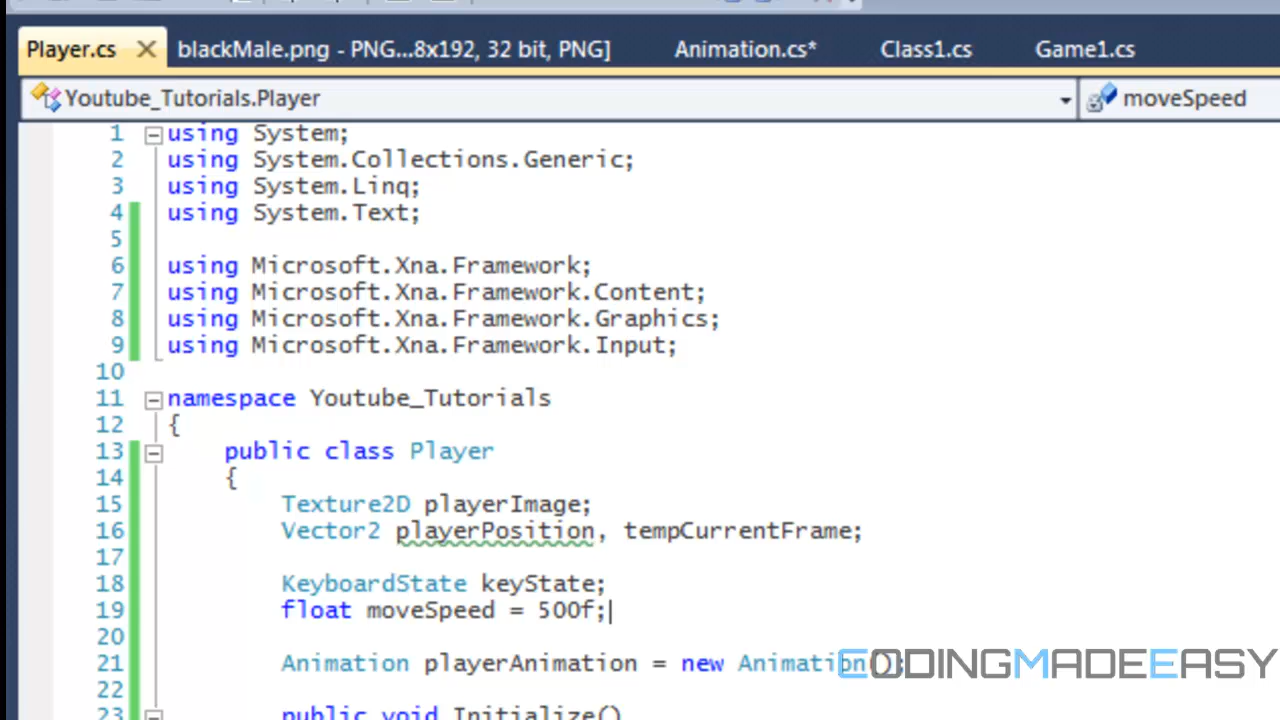 Player.cs blackMale.png - PNG...8x192, 32 bit, PNG] Animation.cs* Class1.cs Game1.cs
Youtube_Tutorials.Player moveSpeed
1 using System;
2 using System.Collections.Generic;
3 using System.Linq;
4 using System.Text;
5
6 using Microsoft.Xna.Framework;
7 using Microsoft.Xna.Framework.Content;
8 using Microsoft.Xna.Framework.Graphics;
9 using Microsoft.Xna.Framework.Input;
10
11 namespace Youtube_Tutorials
12 {
13 public class Player
14 {
15 Texture2D playerImage;
16 Vector2 playerPosition, tempCurrentFrame;
17
18 KeyboardState keyState;
19 float moveSpeed = 500f;
20
21 Animation playerAnimation = new Animation();
22
23 public void Initialize()
CODINGMADEEASY